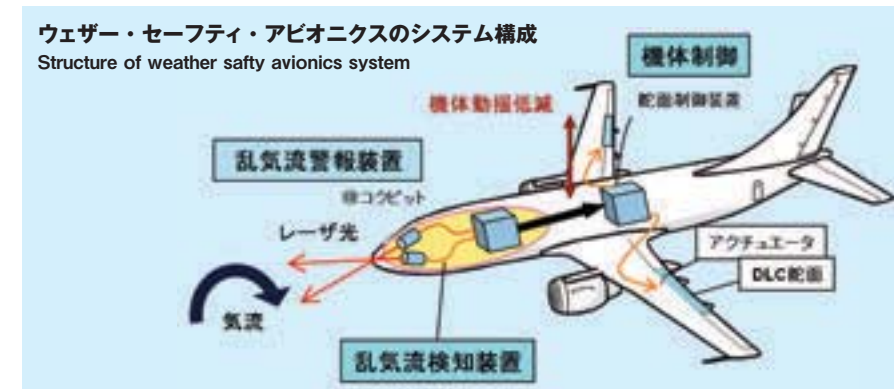 ウェザー・セーフティ・アビオニクスのシステム構成
Structure of weather safty avionics system
機体制御
機体動揺低減
舵面制御装置
乱気流警報装置
@コクピット
レーザ光
アクチュエータ
DLC舵面
気流
乱気流検知装置